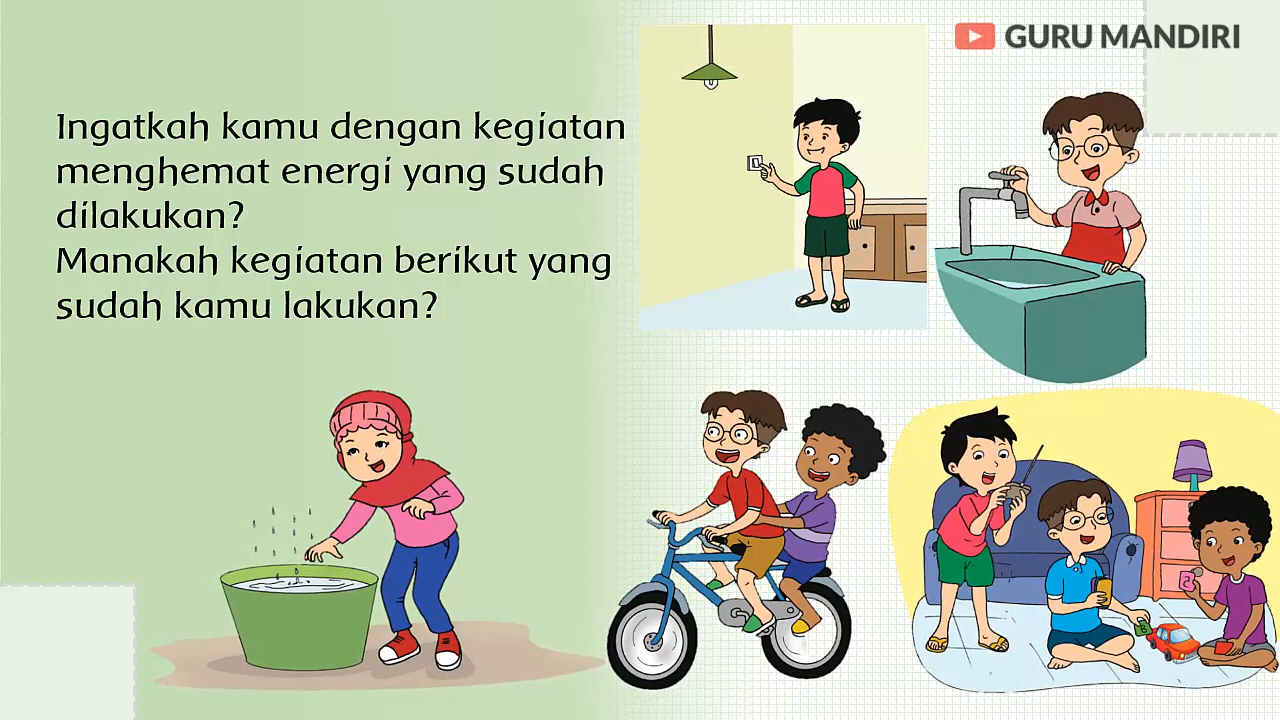 GURU MANDIRI
Ingatkah kamu dengan kegiatan
menghemat energi yang sudah
dilakukan?
Manakah kegiatan berikut yang
sudah kamu lakukan?